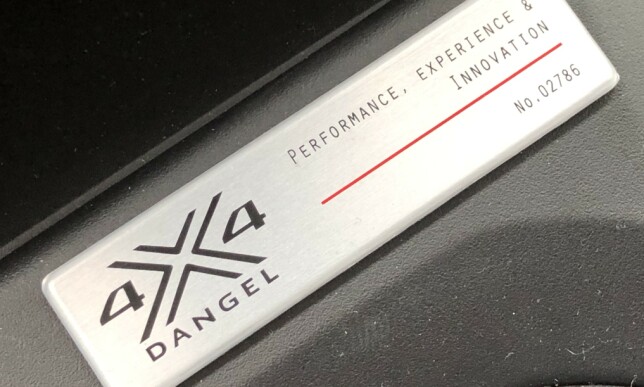 PERFORMANCE, EXPERIENCE &
INNOVATION
No.02786
4X4
DANGEL